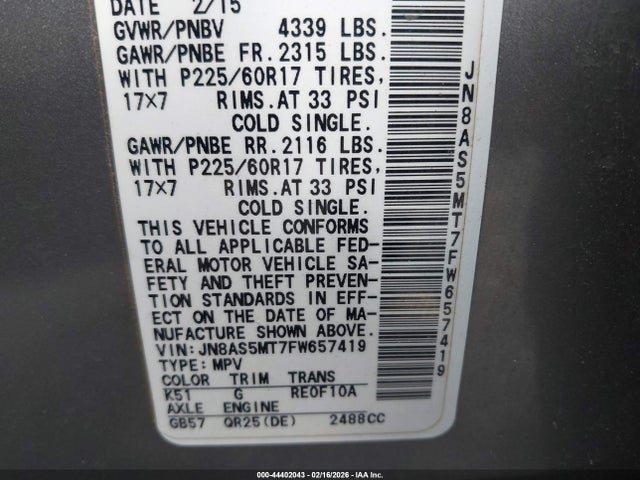 DATE 2/15
GVWR/PNBV 4339 LBS.
GAWR/PNBE FR. 2315 LBS.
WITH P225/60R17 TIRES,
17×7 RIMS.AT 33 PSI
COLD SINGLE.
GAWR/PNBE RR. 2116 LBS.
WITH P225/60R17 TIRES,
17×7 RIMS.AT 33 PSI
COLD SINGLE.
THIS VEHICLE CONFORMS
TO ALL APPLICABLE FED-
ERAL MOTOR VEHICLE SA-
FETY AND THEFT PREVEN-
TION STANDARDS IN EFF-
ECT ON THE DATE OF MA-
NUFACTURE SHOWN ABOVE.
VIN: JN8AS5MT7FW657419
TYPE: MPV
COLOR TRIM TRANS
K51 G RE0F10A
AXLE ENGINE
GB57 QR25(DE) 2488CC
JN8AS5MT7FW657419
000-44402043 - 02/16/2026 - IAA Inc.